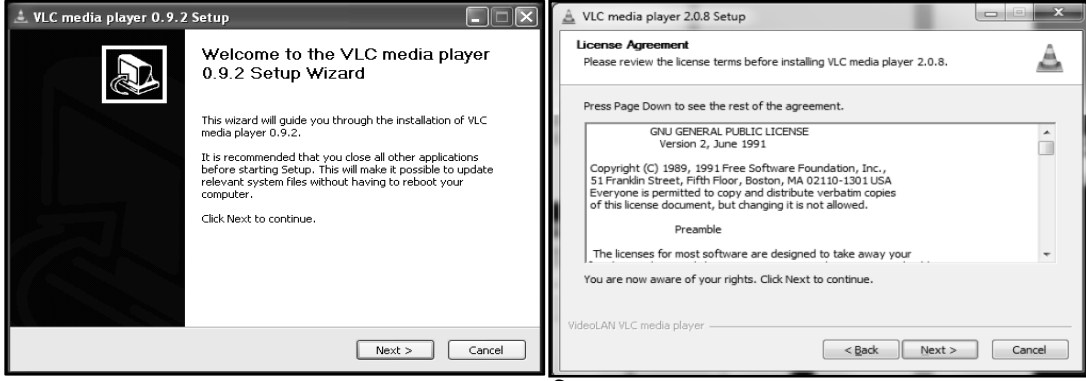 VLC media player 0.9.2 Setup
Welcome to the VLC media player
0.9.2 Setup Wizard
This wizard will guide you through the installation of VLC
media player 0.9.2.
It is recommended that you close all other applications
before starting Setup. This will make it possible to update
relevant system files without having to reboot your
computer.
Click Next to continue.
Next >
Cancel
VLC media player 2.0.8 Setup
License Agreement
Please review the license terms before installing VLC media player 2.0.8.
Press Page Down to see the rest of the agreement.
GNU GENERAL PUBLIC LICENSE
Version 2, June 1991
Copyright (C) 1989, 1991 Free Software Foundation, Inc.,
51 Franklin Street, Fifth Floor, Boston, MA 02110-1301 USA
Everyone is permitted to copy and distribute verbatim copies
of this license document, but changing it is not allowed.
Preamble
The licenses for most software are designed to take away your
You are now aware of your rights. Click Next to continue.
VideoLAN VLC media player
< Back
Next >
Cancel